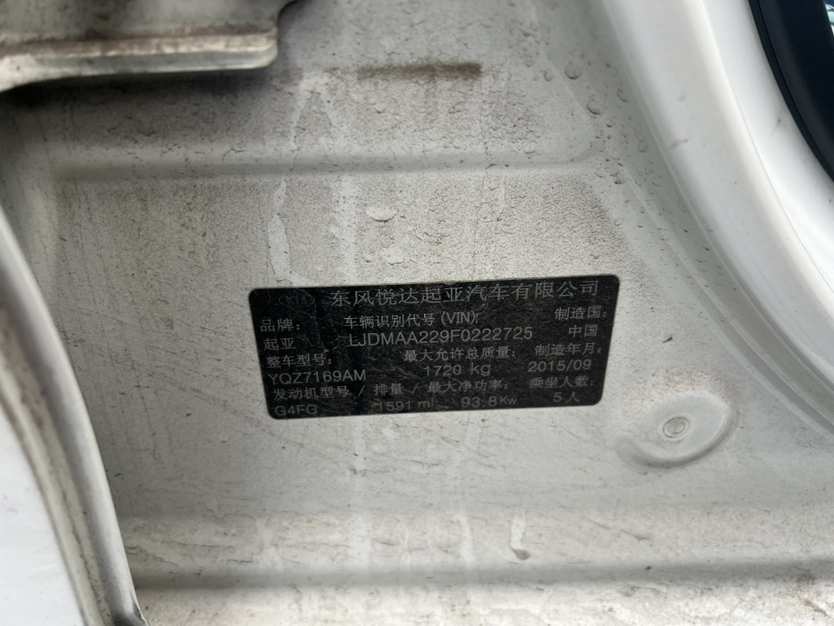 东风悦达起亚汽车有限公司
品牌： 车辆识别代号(VIN)： 制造国：
起亚 LJDMAA229F0222725 中国
整车型号： 最大允许总质量： 制造年月：
YQZ7169AM 1720 kg 2015/09
发动机型号 / 排量 / 最大净功率： 乘坐人数：
G4FG 1591 ml 93.8Kw 5人